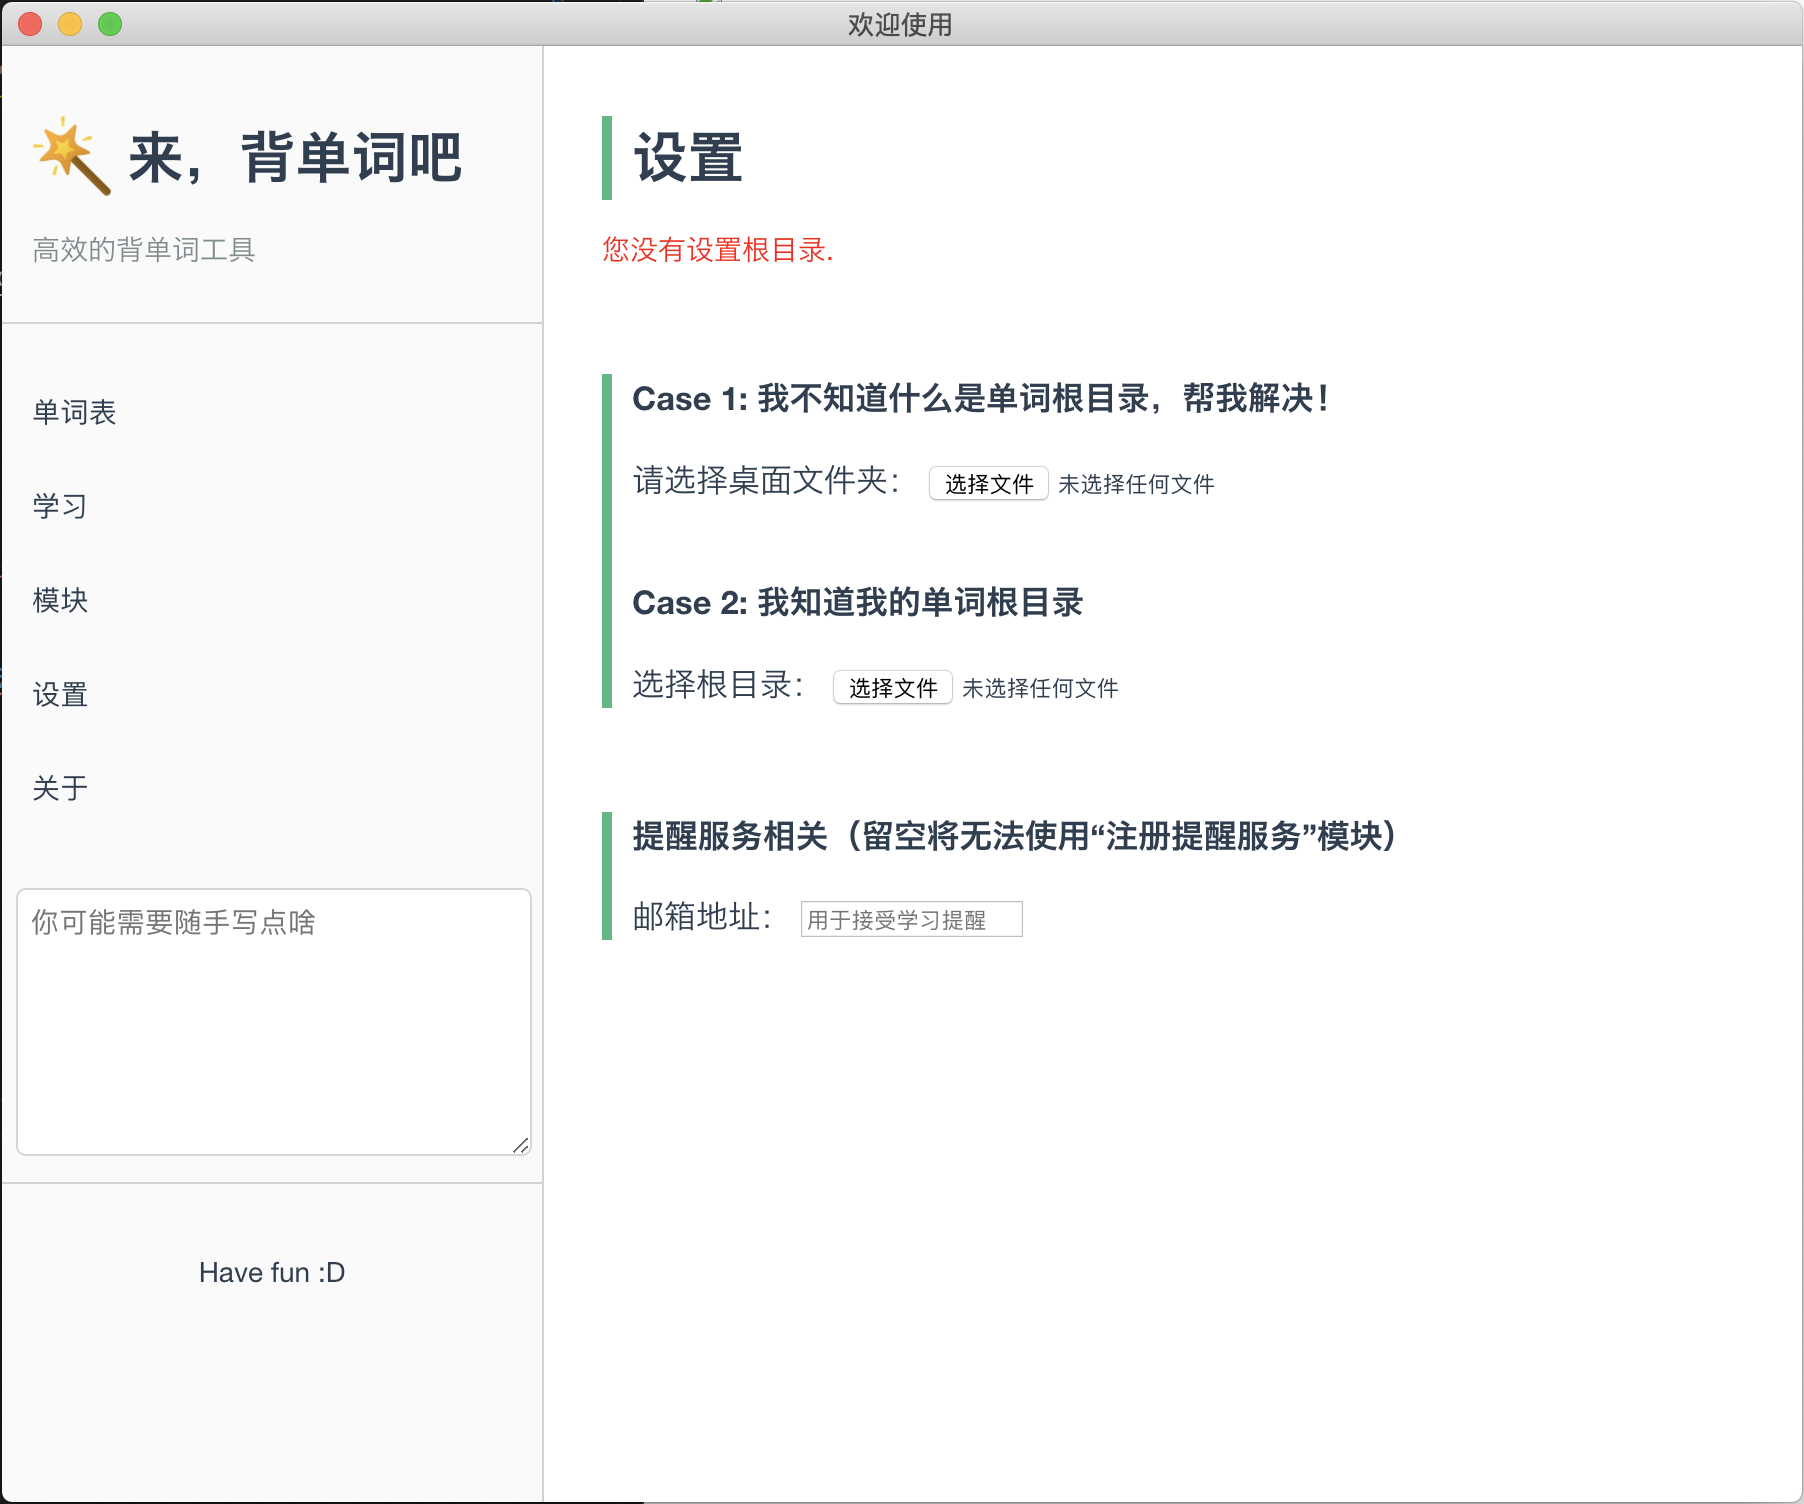 欢迎使用
来，背单词吧
高效的背单词工具
单词表
学习
模块
设置
关于
你可能需要随手写点啥
Have fun :D
设置
您没有设置根目录.
Case 1: 我不知道什么是单词根目录，帮我解决！
请选择桌面文件夹： 选择文件 未选择任何文件
Case 2: 我知道我的单词根目录
选择根目录： 选择文件 未选择任何文件
提醒服务相关（留空将无法使用“注册提醒服务”模块）
邮箱地址： 用于接受学习提醒